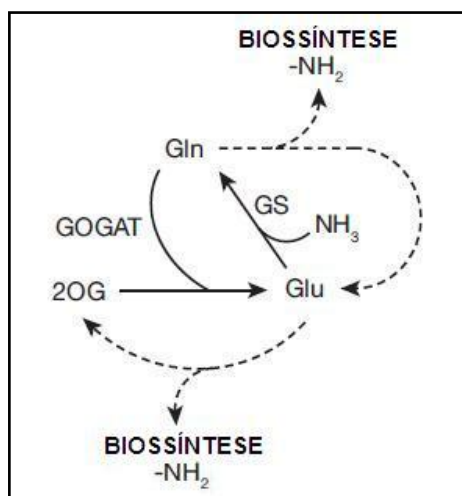 BIOSSÍNTESE
-NH₂
Gln
GS
GOGAT
NH₃
2OG
Glu
BIOSSÍNTESE
-NH₂